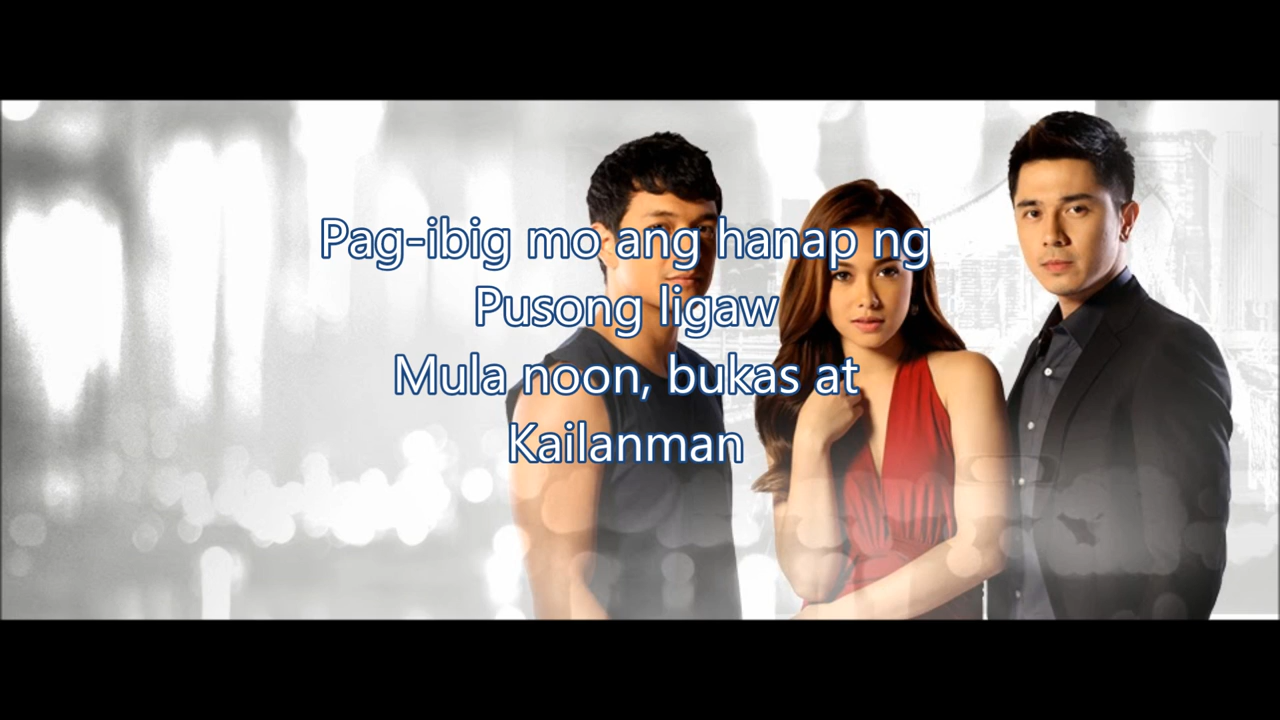 Pag-ibig mo ang hanap ng
Pusong ligaw
Mula noon, bukas at
Kailanman